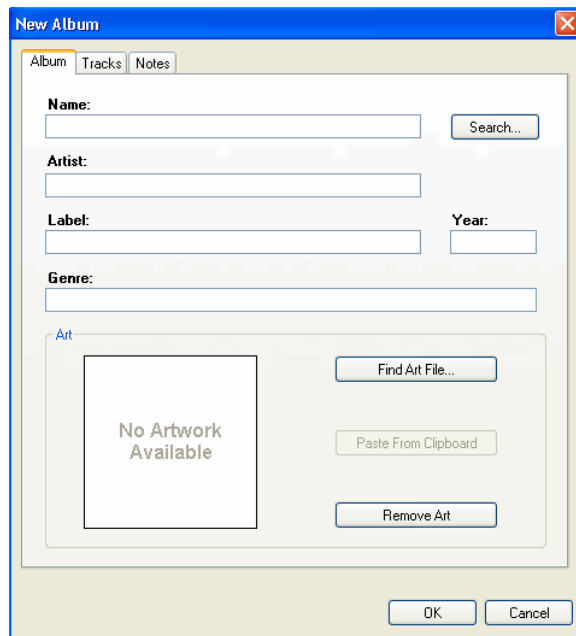 New Album
Album Tracks Notes
Name:
Search...
Artist:
Label: Year:
Genre:
Art
Find Art File...
No Artwork
Available
Paste From Clipboard
Remove Art
OK Cancel